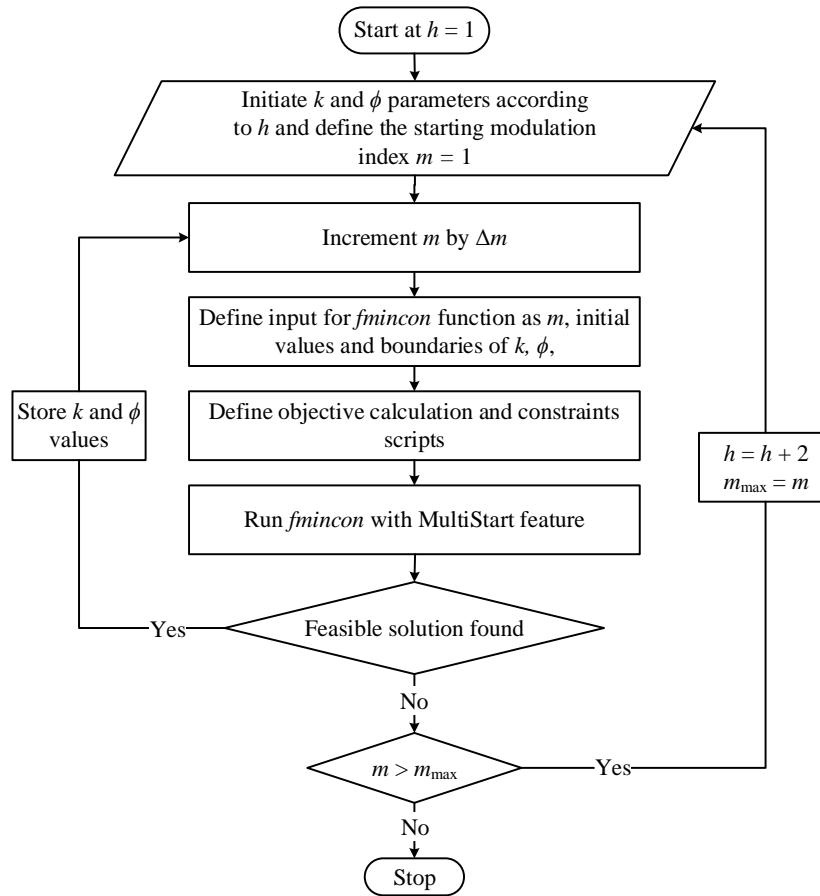 Start at h = 1
Initiate k and ϕ parameters according
to h and define the starting modulation
index m = 1
Increment m by Δm
Define input for fmincon function as m, initial
values and boundaries of k, ϕ,
Store k and ϕ
values
Define objective calculation and constraints
scripts
h = h + 2
m_max = m
Run fmincon with MultiStart feature
Feasible solution found
Yes
No
m > m_max
Yes
No
Stop